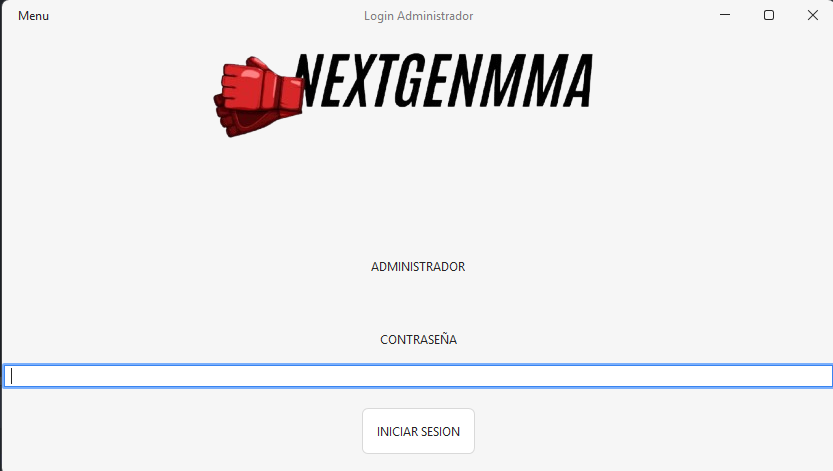 Menu
Login Administrador
NEXTGENMMA
ADMINISTRADOR
CONTRASEÑA
INICIAR SESION